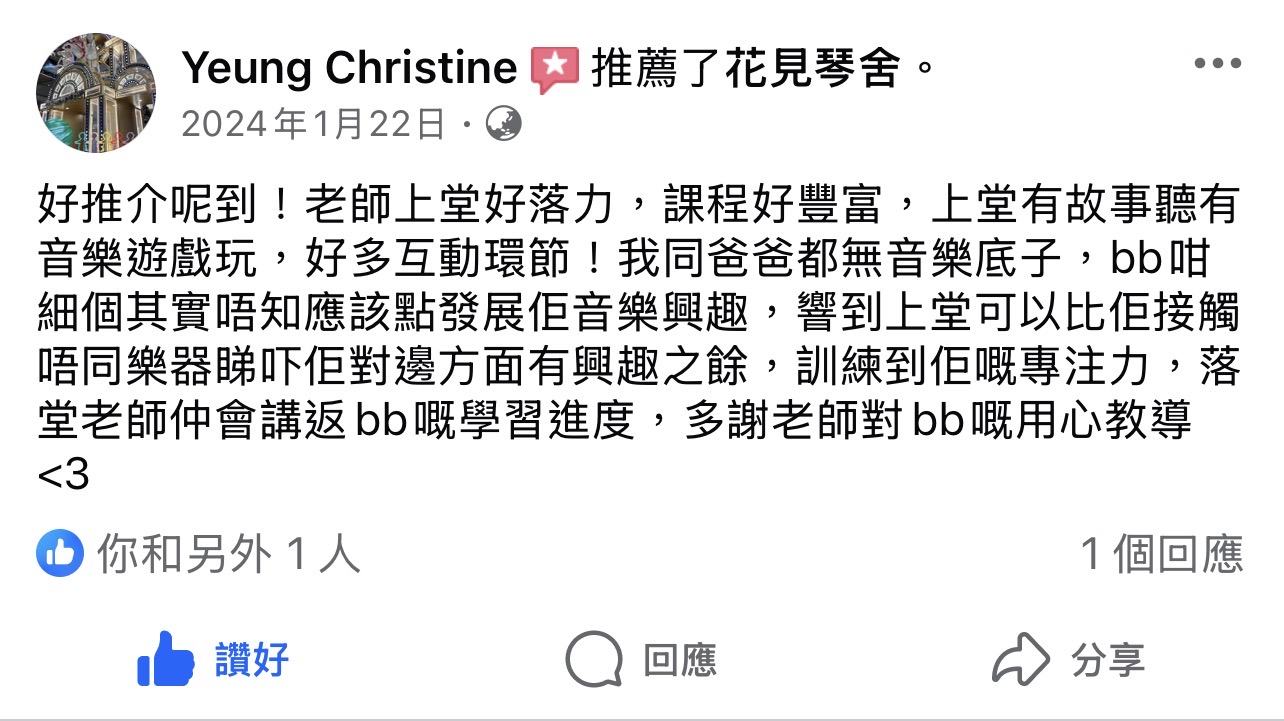 Yeung Christine 推薦了花見琴舍。
2024年1月22日 ·
好推介呢到！老師上堂好落力，課程好豐富，上堂有故事聽有
音樂遊戲玩，好多互動環節！我同爸爸都無音樂底子，bb咁
細個其實唔知應該點發展佢音樂興趣，響到上堂可以比佢接觸
唔同樂器睇吓佢對邊方面有興趣之餘，訓練到佢嘅專注力，落
堂老師仲會講返bb嘅學習進度，多謝老師對bb嘅用心教導
<3
你和另外 1 人 1 個回應
讚好 回應 分享